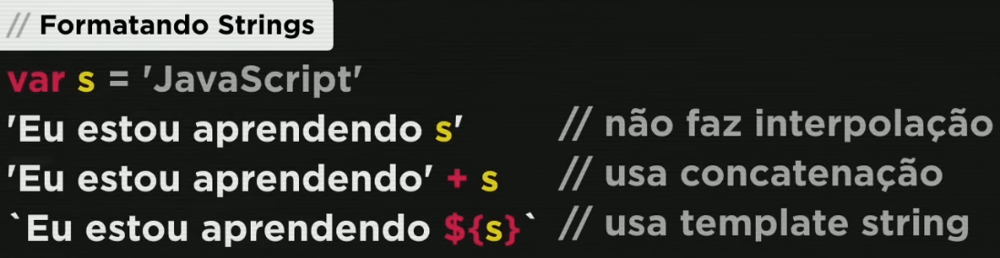 // Formatando Strings
var s = 'JavaScript'
'Eu estou aprendendo s' // não faz interpolação
'Eu estou aprendendo' + s // usa concatenação
`Eu estou aprendendo ${s}` // usa template string